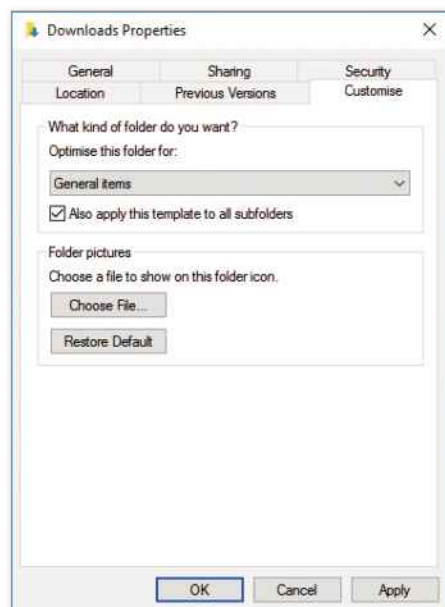 Downloads Properties
General
Sharing
Security
Location
Previous Versions
Customise
What kind of folder do you want?
Optimise this folder for:
General items
Also apply this template to all subfolders
Folder pictures
Choose a file to show on this folder icon.
Choose File...
Restore Default
OK
Cancel
Apply